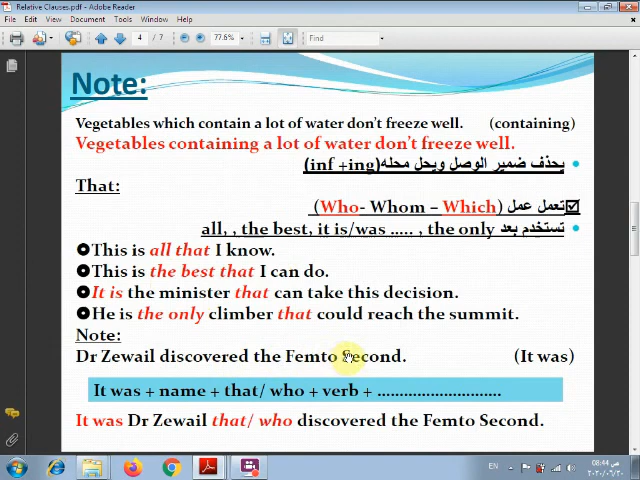 Relative Clauses.pdf - Adobe Reader
File Edit View Document Tools Window Help
4 / 7 77.6% Find
Note:
Vegetables which contain a lot of water don't freeze well. (containing)
Vegetables containing a lot of water don't freeze well.
يحذف ضمير الوصل ويحل محله (inf +ing)
That:
تعمل عمل (Who- Whom – Which)
تستخدم بعد all, , the best, it is/was ..... , the only
This is all that I know.
This is the best that I can do.
It is the minister that can take this decision.
He is the only climber that could reach the summit.
Note:
Dr Zewail discovered the Femto Second. (It was)
It was + name + that/ who + verb + ............................
It was Dr Zewail that/ who discovered the Femto Second.
EN
08:44 ص
٢٠٢٠/٠٦/٢٠